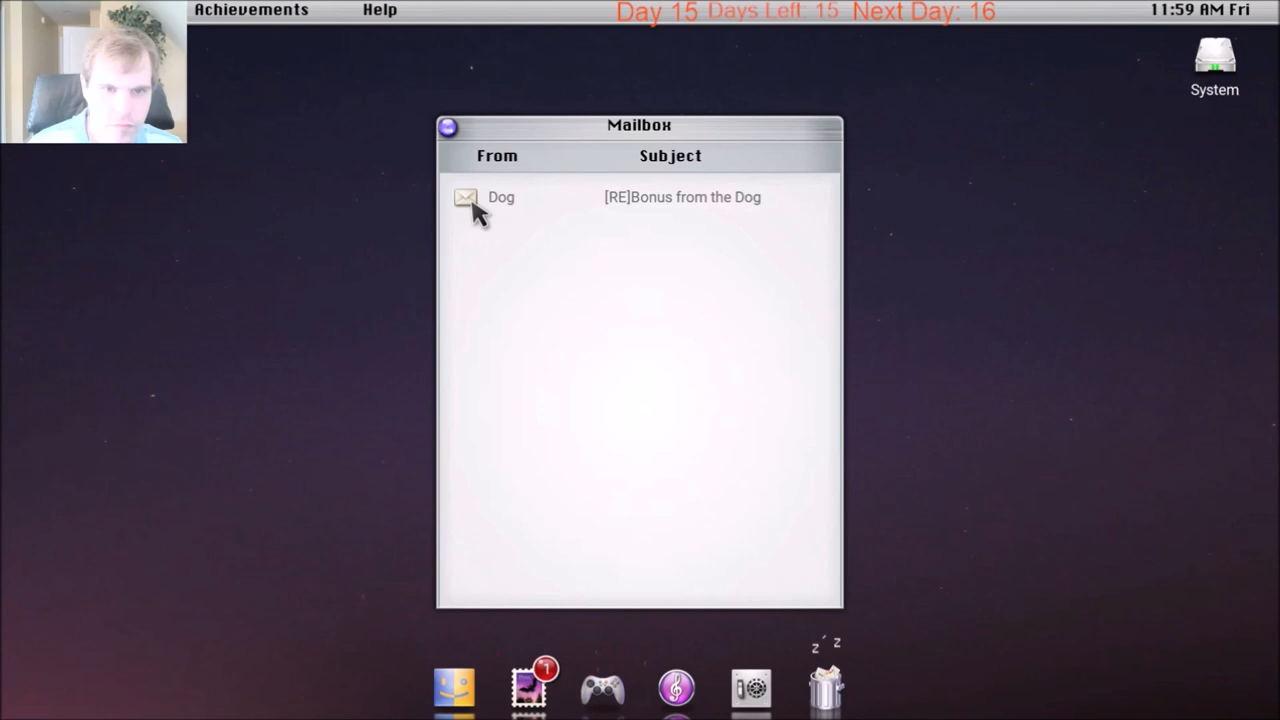 Achievements Help Day 15 Days Left: 15 Next Day: 16 11:59 AM Fri
System
Mailbox
From Subject
Dog [RE]Bonus from the Dog
z z
1